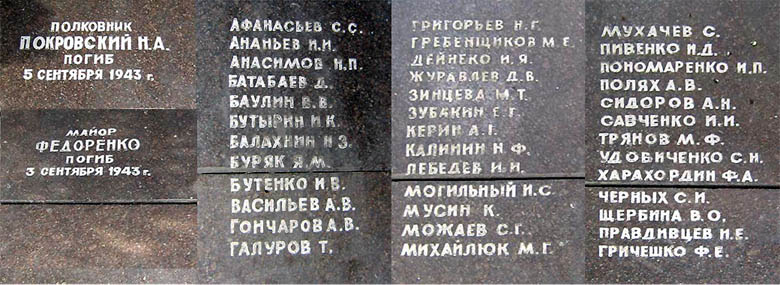 ПОЛКОВНИК
ПОКРОВСКИЙ Н.А.
ПОГИБ
5 СЕНТЯБРЯ 1943 г.
МАЙОР
ФЕДОРЕНКО
ПОГИБ
3 СЕНТЯБРЯ 1943 г.
АФАНАСЬЕВ С.С.
АНАНЬЕВ И.И.
АНАСИМОВ И.П.
БАТАБАЕВ Д.
БАУЛИН В.В.
БУТЫРИН И.К.
БАЛАХНИН И.З.
БУРЯК Я.М.
БУТЕНКО И.В.
ВАСИЛЬЕВ А.В.
ГОНЧАРОВ А.В.
ГАЛУРОВ Т.
ГРИГОРЬЕВ Н.Г.
ГРЕБЕНЩИКОВ М.Е.
ДЕЙНЕКО И.Я.
ЖУРАВЛЕВ Д.В.
ЗИНЦЕВА М.Т.
ЗУБАКИН Е.Г.
КЕРИН А.Г.
КАЛИНИН Н.Ф.
ЛЕБЕДЕВ И.И.
МОГИЛЬНЫЙ И.С.
МУСИН К.
МОЖАЕВ С.Г.
МИХАЙЛЮК М.Г.
МУХАЧЕВ С.
ПИВЕНКО И.Д.
ПОНОМАРЕНКО И.П.
ПОЛЯХ А.В.
СИДОРОВ А.Н.
САВЧЕНКО И.И.
ТРЯНОВ М.Ф.
УДОВИЧЕНКО С.И.
ХАРАХОРДИН Ф.А.
ЧЕРНЫХ С.И.
ЩЕРБИНА В.О.
ПРАВДИВЦЕВ И.Е.
ГРИЧЕШКО Ф.Е.